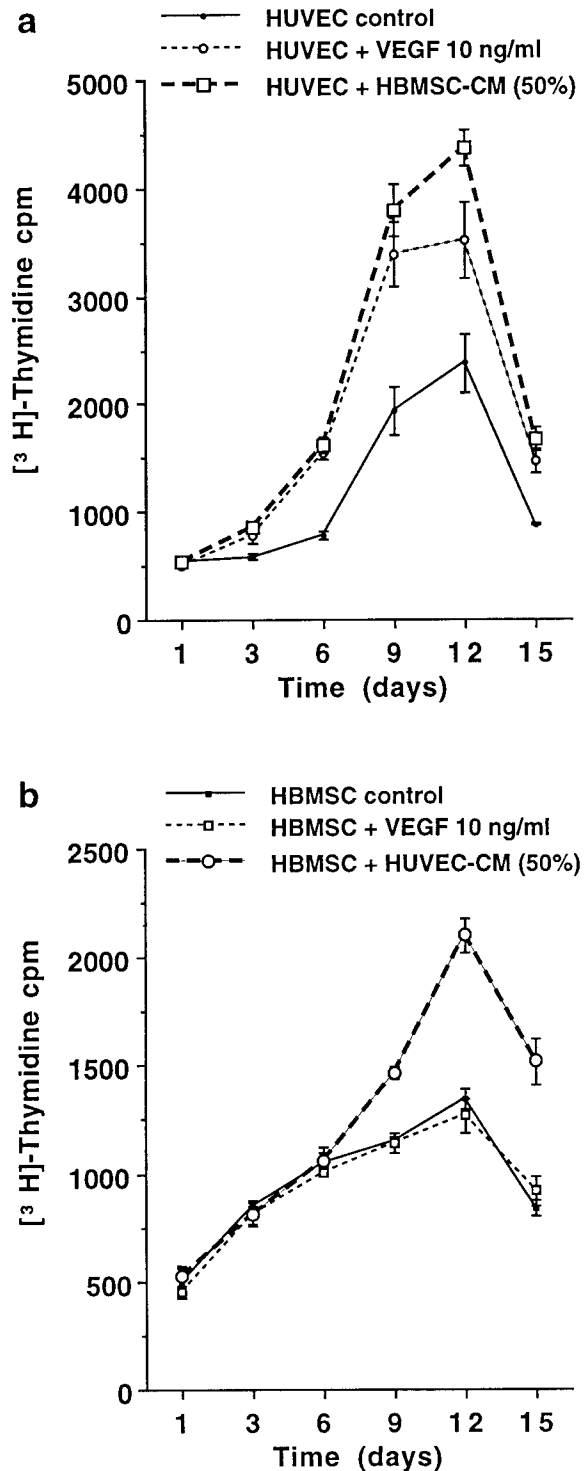 a
HUVEC control
HUVEC + VEGF 10 ng/ml
HUVEC + HBMSC-CM (50%)
5000
4000
3000
2000
1000
0
[³ H]-Thymidine cpm
1 3 6 9 12 15
Time (days)
b
HBMSC control
HBMSC + VEGF 10 ng/ml
HBMSC + HUVEC-CM (50%)
2500
2000
1500
1000
500
0
[³ H]-Thymidine cpm
1 3 6 9 12 15
Time (days)